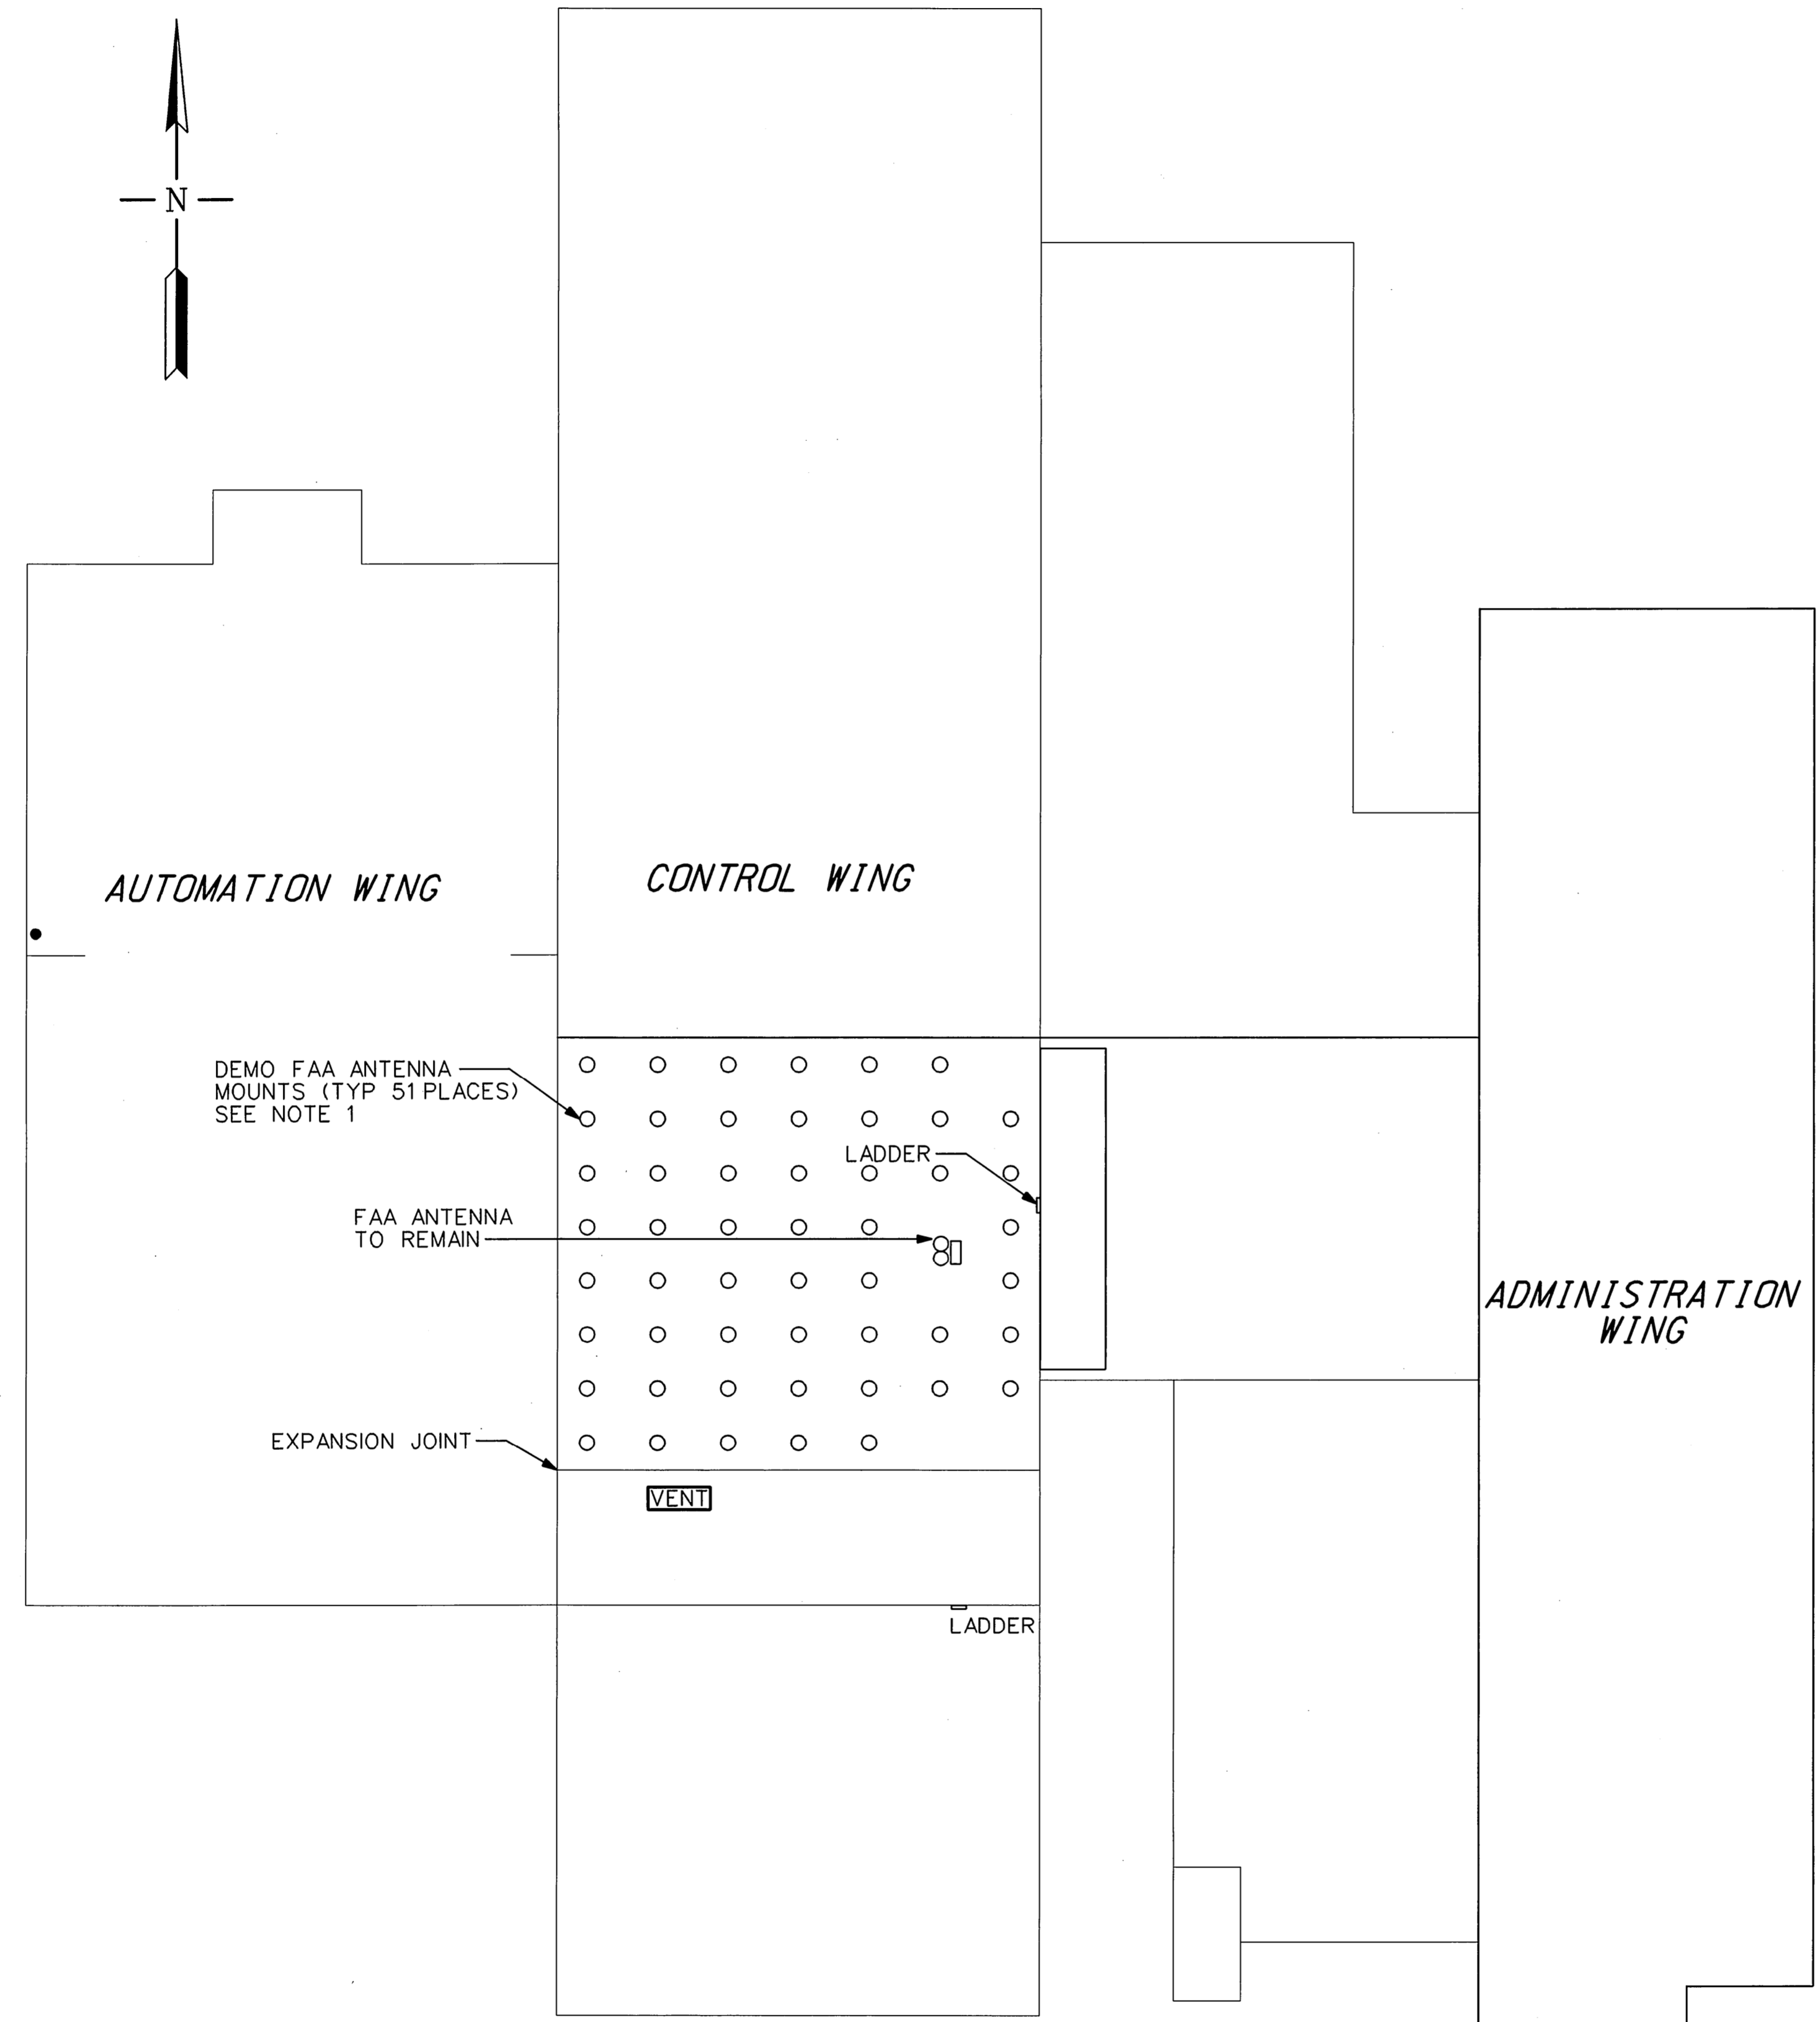 N
AUTOMATION WING
CONTROL WING
DEMO FAA ANTENNA
MOUNTS (TYP 51 PLACES)
SEE NOTE 1
LADDER
FAA ANTENNA
TO REMAIN
ADMINISTRATION
WING
EXPANSION JOINT
VENT
LADDER